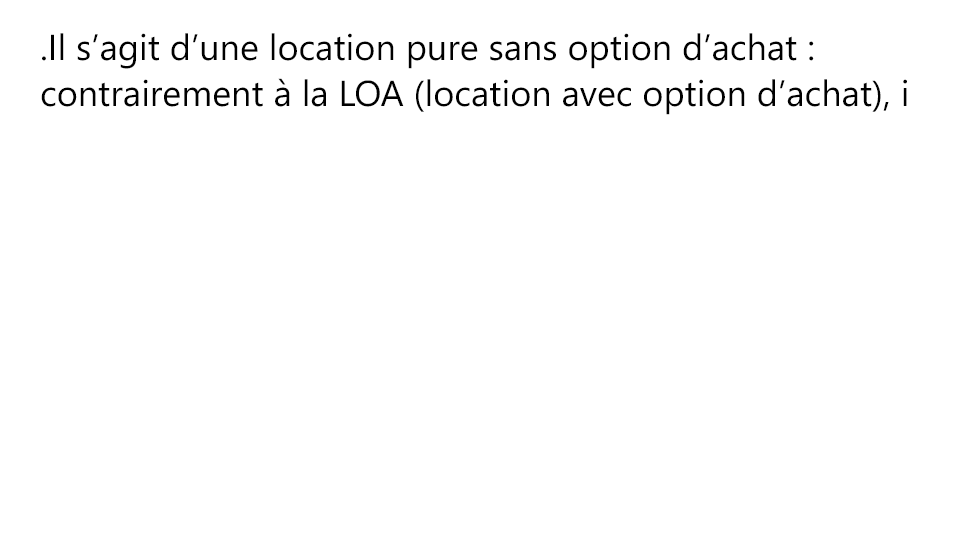 .Il s’agit d’une location pure sans option d’achat :
contrairement à la LOA (location avec option d’achat), i